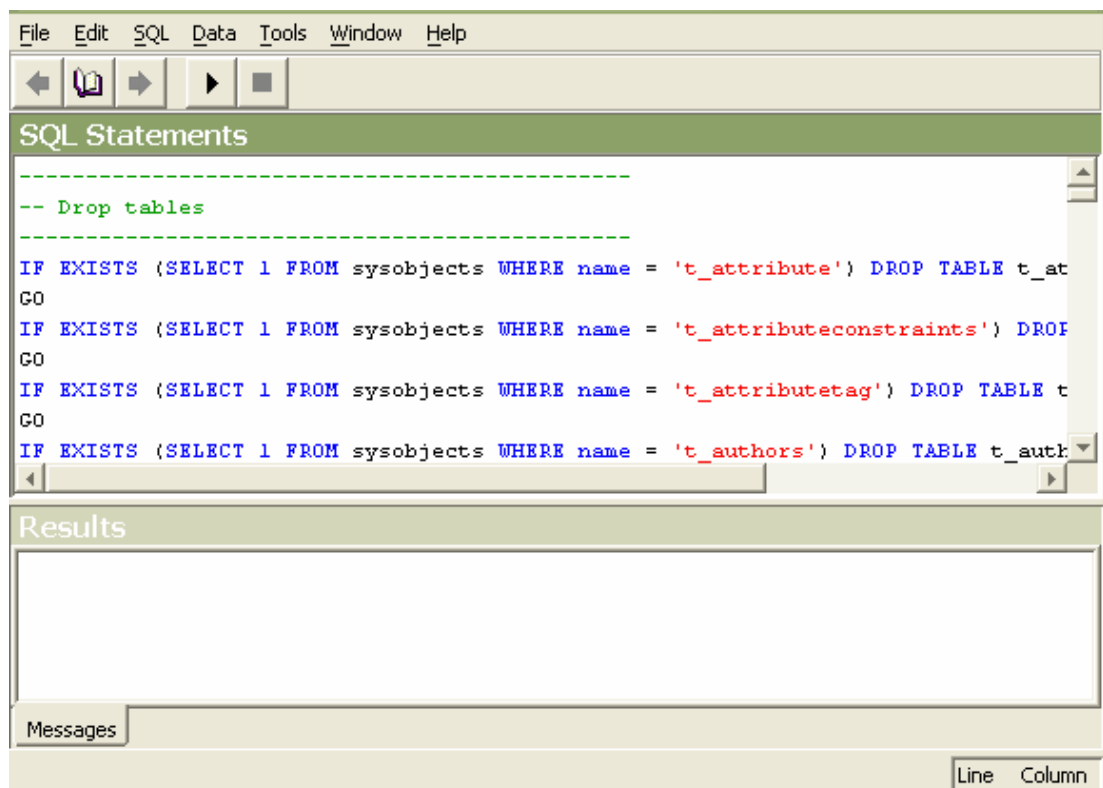 File Edit SQL Data Tools Window Help
SQL Statements
-----------------------------------------------
-- Drop tables
-----------------------------------------------
IF EXISTS (SELECT 1 FROM sysobjects WHERE name = 't_attribute') DROP TABLE t_at
GO
IF EXISTS (SELECT 1 FROM sysobjects WHERE name = 't_attributeconstraints') DROP
GO
IF EXISTS (SELECT 1 FROM sysobjects WHERE name = 't_attributetag') DROP TABLE t
GO
IF EXISTS (SELECT 1 FROM sysobjects WHERE name = 't_authors') DROP TABLE t_auth
Results
Messages
Line Column